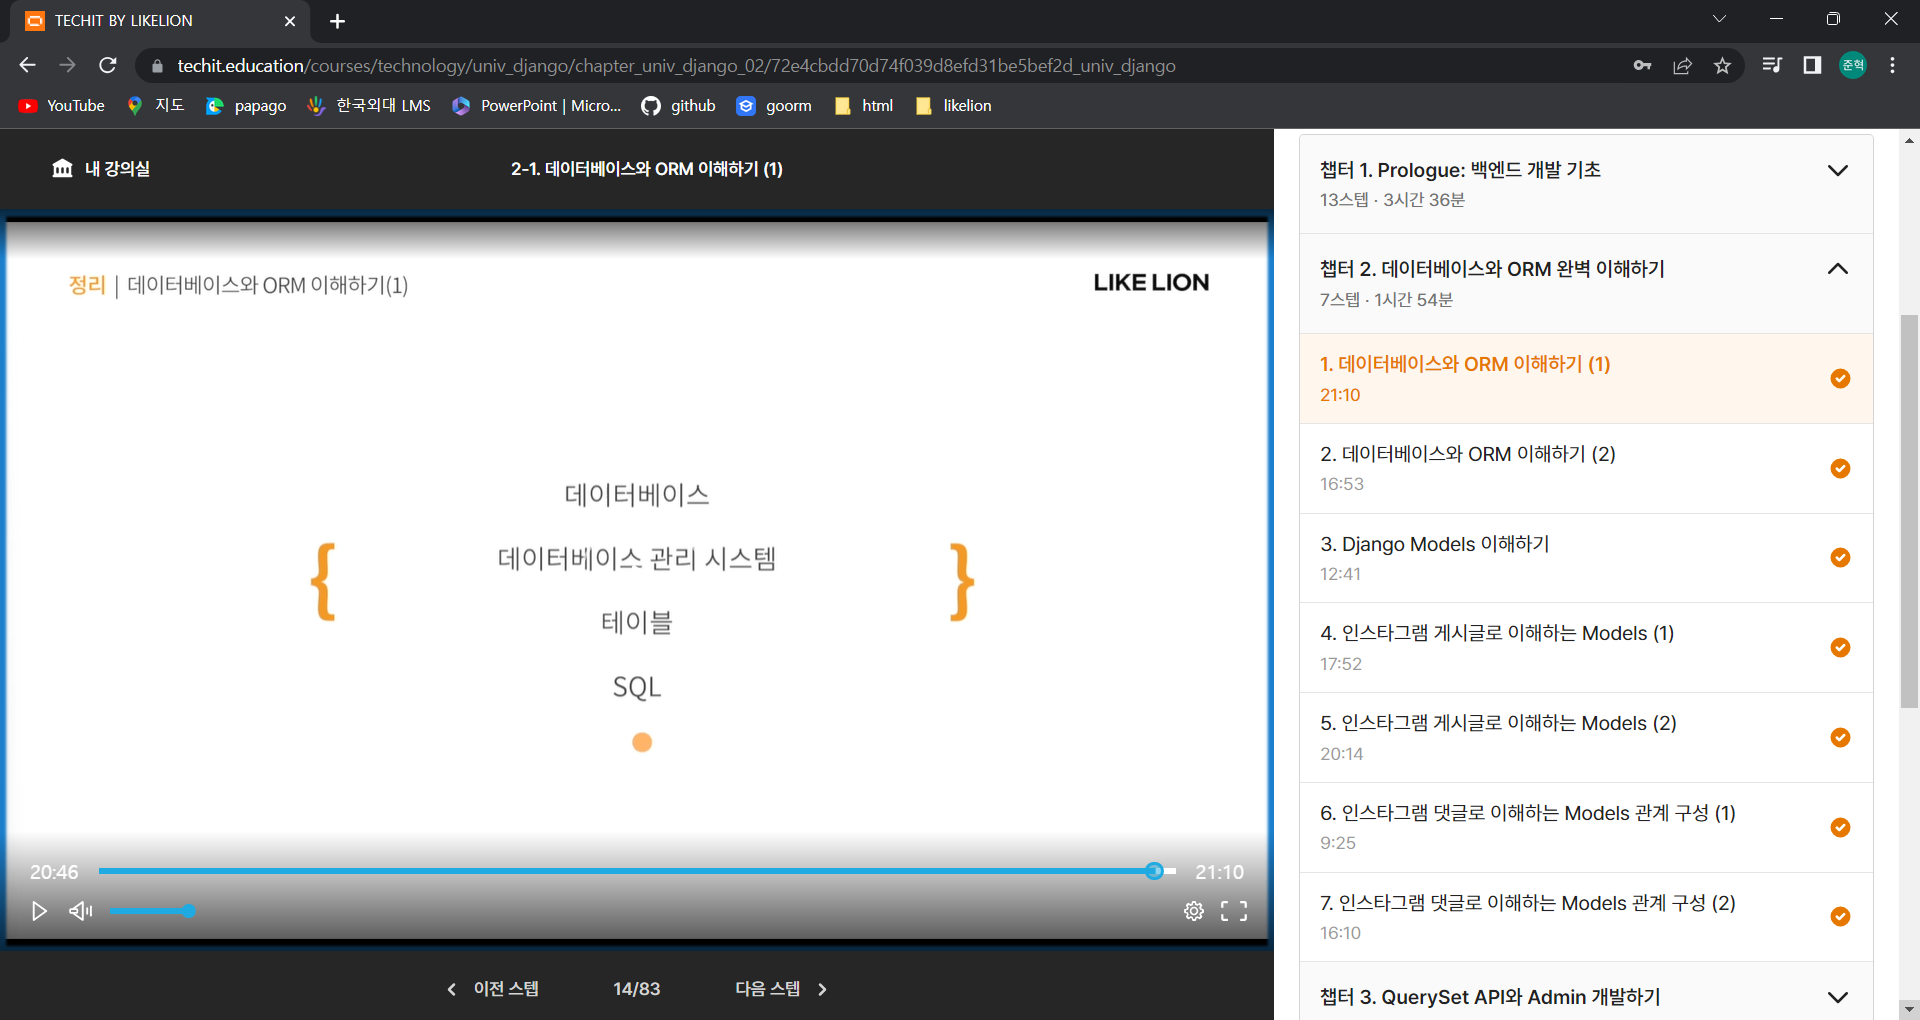 TECHIT BY LIKELION
techit.education/courses/technology/univ_django/chapter_univ_django_02/72e4cbdd70d74f039d8efd31be5bef2d_univ_django
준혁
YouTube 지도 papago 한국외대 LMS PowerPoint | Micro... github goorm html likelion
내 강의실
2-1. 데이터베이스와 ORM 이해하기 (1)
정리 | 데이터베이스와 ORM 이해하기(1)
LIKE LION
데이터베이스
데이터베이스 관리 시스템
{ }
테이블
SQL
20:46
21:10
이전 스텝 14/83 다음 스텝
챕터 1. Prologue: 백엔드 개발 기초
13스텝 · 3시간 36분
챕터 2. 데이터베이스와 ORM 완벽 이해하기
7스텝 · 1시간 54분
1. 데이터베이스와 ORM 이해하기 (1)
21:10
2. 데이터베이스와 ORM 이해하기 (2)
16:53
3. Django Models 이해하기
12:41
4. 인스타그램 게시글로 이해하는 Models (1)
17:52
5. 인스타그램 게시글로 이해하는 Models (2)
20:14
6. 인스타그램 댓글로 이해하는 Models 관계 구성 (1)
9:25
7. 인스타그램 댓글로 이해하는 Models 관계 구성 (2)
16:10
챕터 3. QuerySet API와 Admin 개발하기